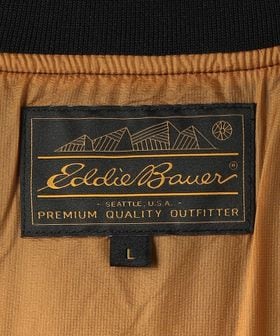 Eddie Bauer®
- SEATTLE, U.S.A. -
PREMIUM QUALITY OUTFITTER
L